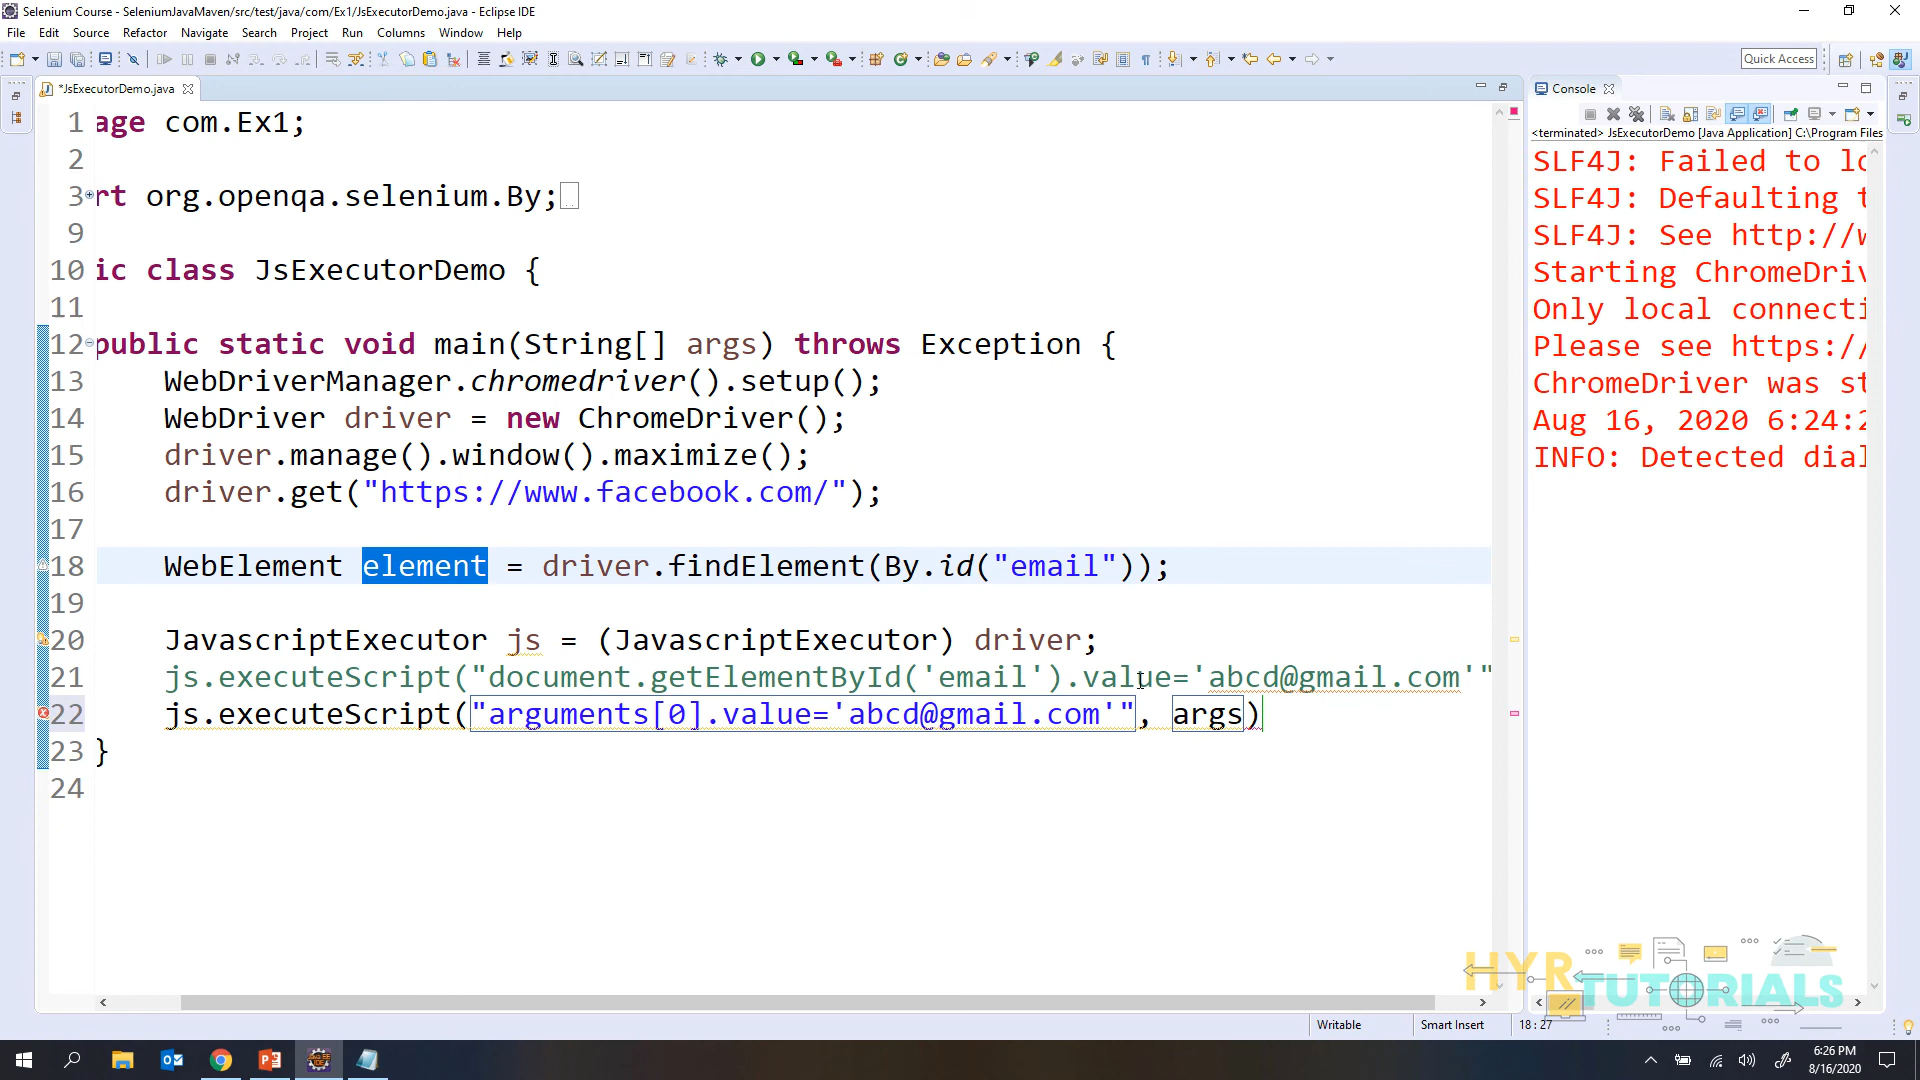 Selenium Course - SeleniumJavaMaven/src/test/java/com/Ex1/JsExecutorDemo.java - Eclipse IDE
File Edit Source Refactor Navigate Search Project Run Columns Window Help
Quick Access
*JsExecutorDemo.java
1 age com.Ex1;
2
3 rt org.openqa.selenium.By;
9
10 ic class JsExecutorDemo {
11
12 public static void main(String[] args) throws Exception {
13 WebDriverManager.chromedriver().setup();
14 WebDriver driver = new ChromeDriver();
15 driver.manage().window().maximize();
16 driver.get("https://www.facebook.com/");
17
18 WebElement element = driver.findElement(By.id("email"));
19
20 JavascriptExecutor js = (JavascriptExecutor) driver;
21 js.executeScript("document.getElementById('email').value='abcd@gmail.com'"
22 js.executeScript("arguments[0].value='abcd@gmail.com'", args)
23 }
24
Console
<terminated> JsExecutorDemo [Java Application] C:\Program Files
SLF4J: Failed to lo
SLF4J: Defaulting t
SLF4J: See http://w
Starting ChromeDriv
Only local connecti
Please see https:/
ChromeDriver was st
Aug 16, 2020 6:24:2
INFO: Detected dial
HYR TUTORIALS
Writable Smart Insert 18 : 27
6:26 PM
8/16/2020